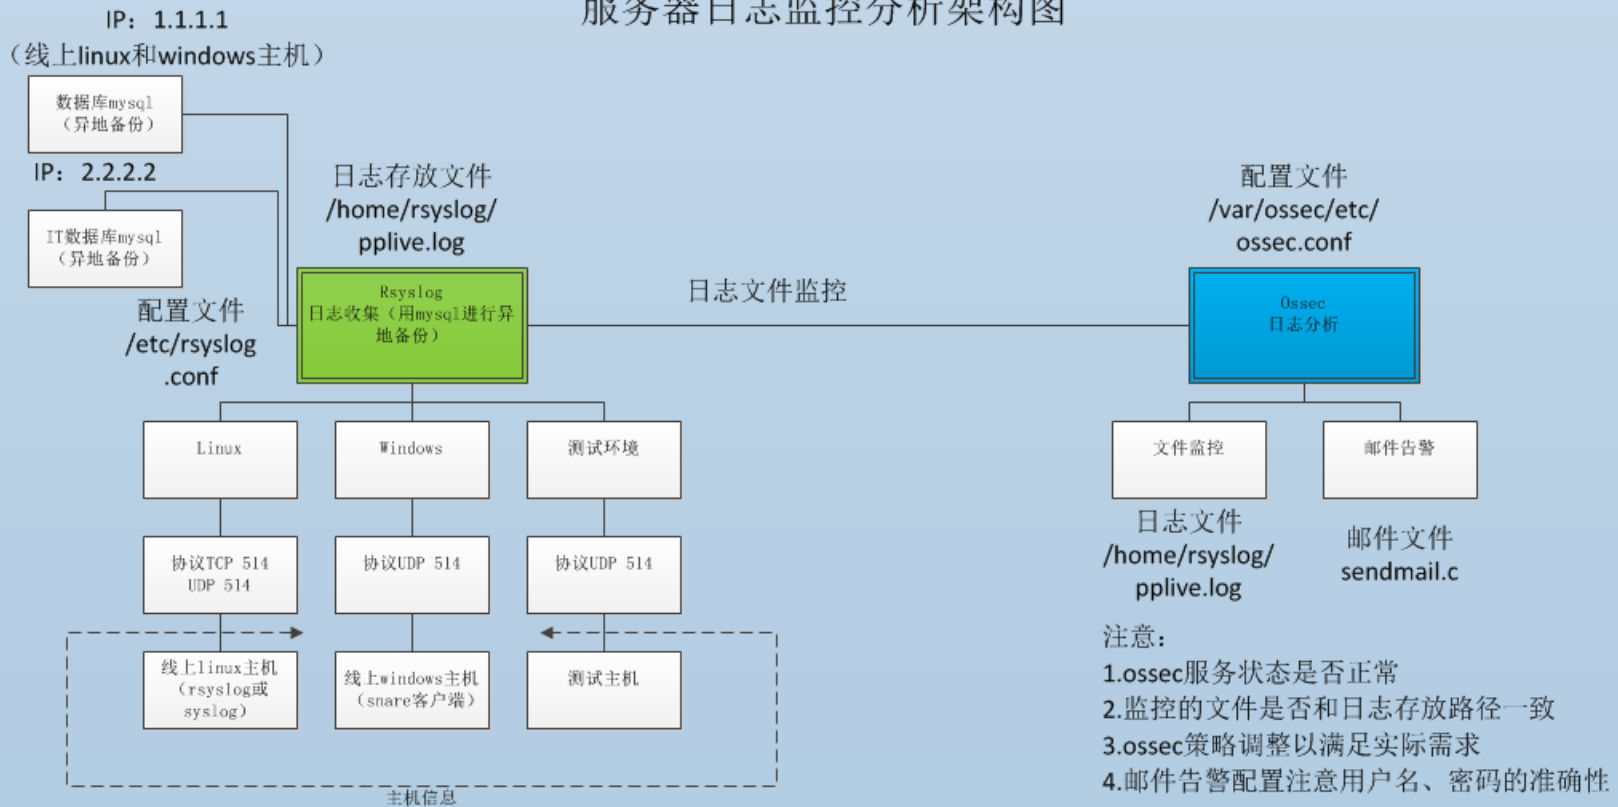 服务器日志监控分析架构图
IP：1.1.1.1
（线上linux和windows主机）
数据库mysql
（异地备份）
IP：2.2.2.2
IT数据库mysql
（异地备份）
配置文件
/etc/rsyslog
.conf
日志存放文件
/home/rsyslog/
pplive.log
Rsyslog
日志收集（用mysql进行异
地备份）
日志文件监控
配置文件
/var/ossec/etc/
ossec.conf
Ossec
日志分析
Linux
Windows
测试环境
协议TCP 514
UDP 514
协议UDP 514
协议UDP 514
线上linux主机
（rsyslog或
syslog）
线上windows主机
（snare客户端）
测试主机
主机信息
文件监控
邮件告警
日志文件
/home/rsyslog/
pplive.log
邮件文件
sendmail.c
注意：
1.ossec服务状态是否正常
2.监控的文件是否和日志存放路径一致
3.ossec策略调整以满足实际需求
4.邮件告警配置注意用户名、密码的准确性